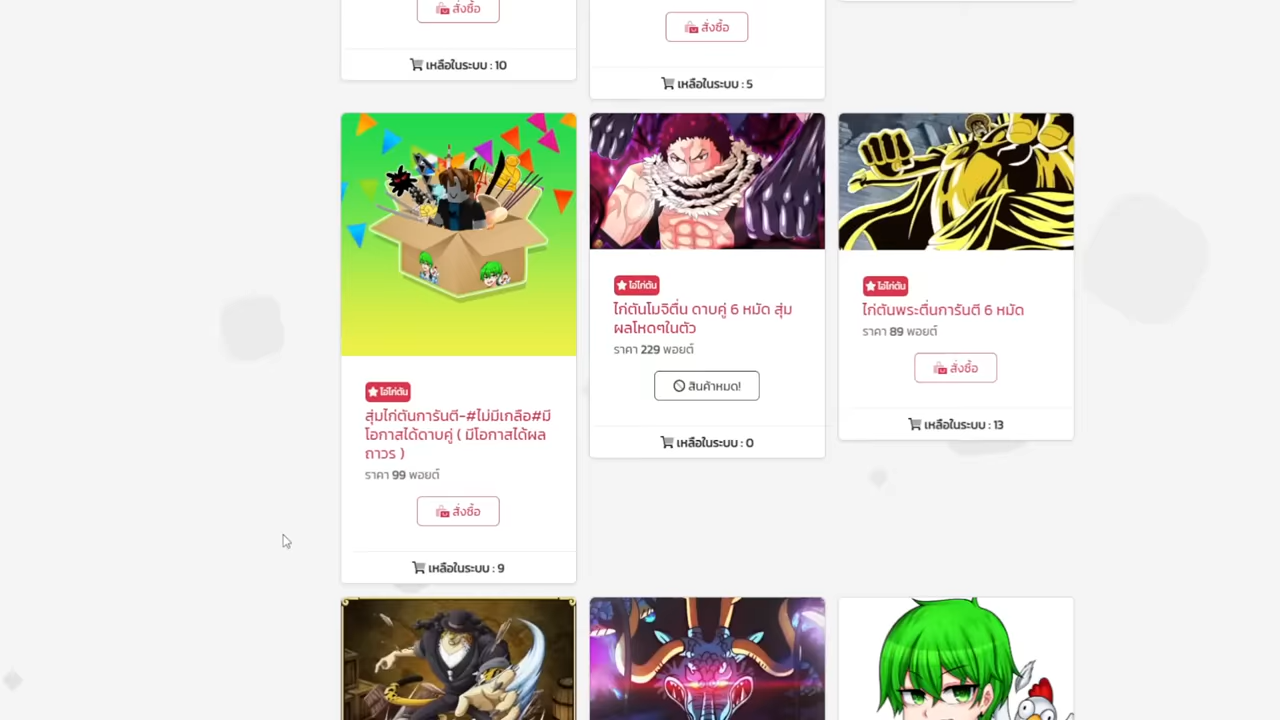 สั่งซื้อ
เหลือในระบบ : 10
สั่งซื้อ
เหลือในระบบ : 5
ไอ่ไก่ตัน
สุ่มไก่ตันการันตี-#ไม่มีเกลือ#มี
โอกาสได้ดาบคู่ ( มีโอกาสได้ผล
ถาวร )
ราคา 99 พอยต์
สั่งซื้อ
เหลือในระบบ : 9
ไอ่ไก่ตัน
ไก่ตันโมจิตื่น ดาบคู่ 6 หมัด สุ่ม
ผลโหดๆในตัว
ราคา 229 พอยต์
สินค้าหมด!
เหลือในระบบ : 0
ไอ่ไก่ตัน
ไก่ตันพระตื่นการันตี 6 หมัด
ราคา 89 พอยต์
สั่งซื้อ
เหลือในระบบ : 13